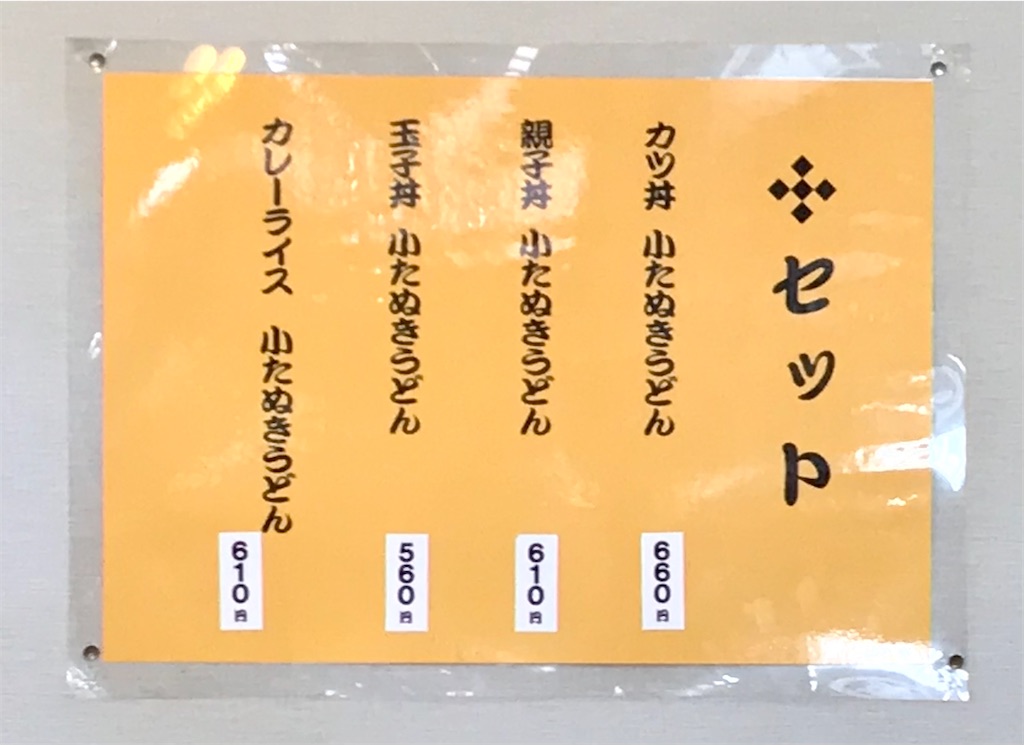 セット
カツ丼 小たぬきうどん
660円
親子丼 小たぬきうどん
610円
玉子丼 小たぬきうどん
560円
カレーライス 小たぬきうどん
610円